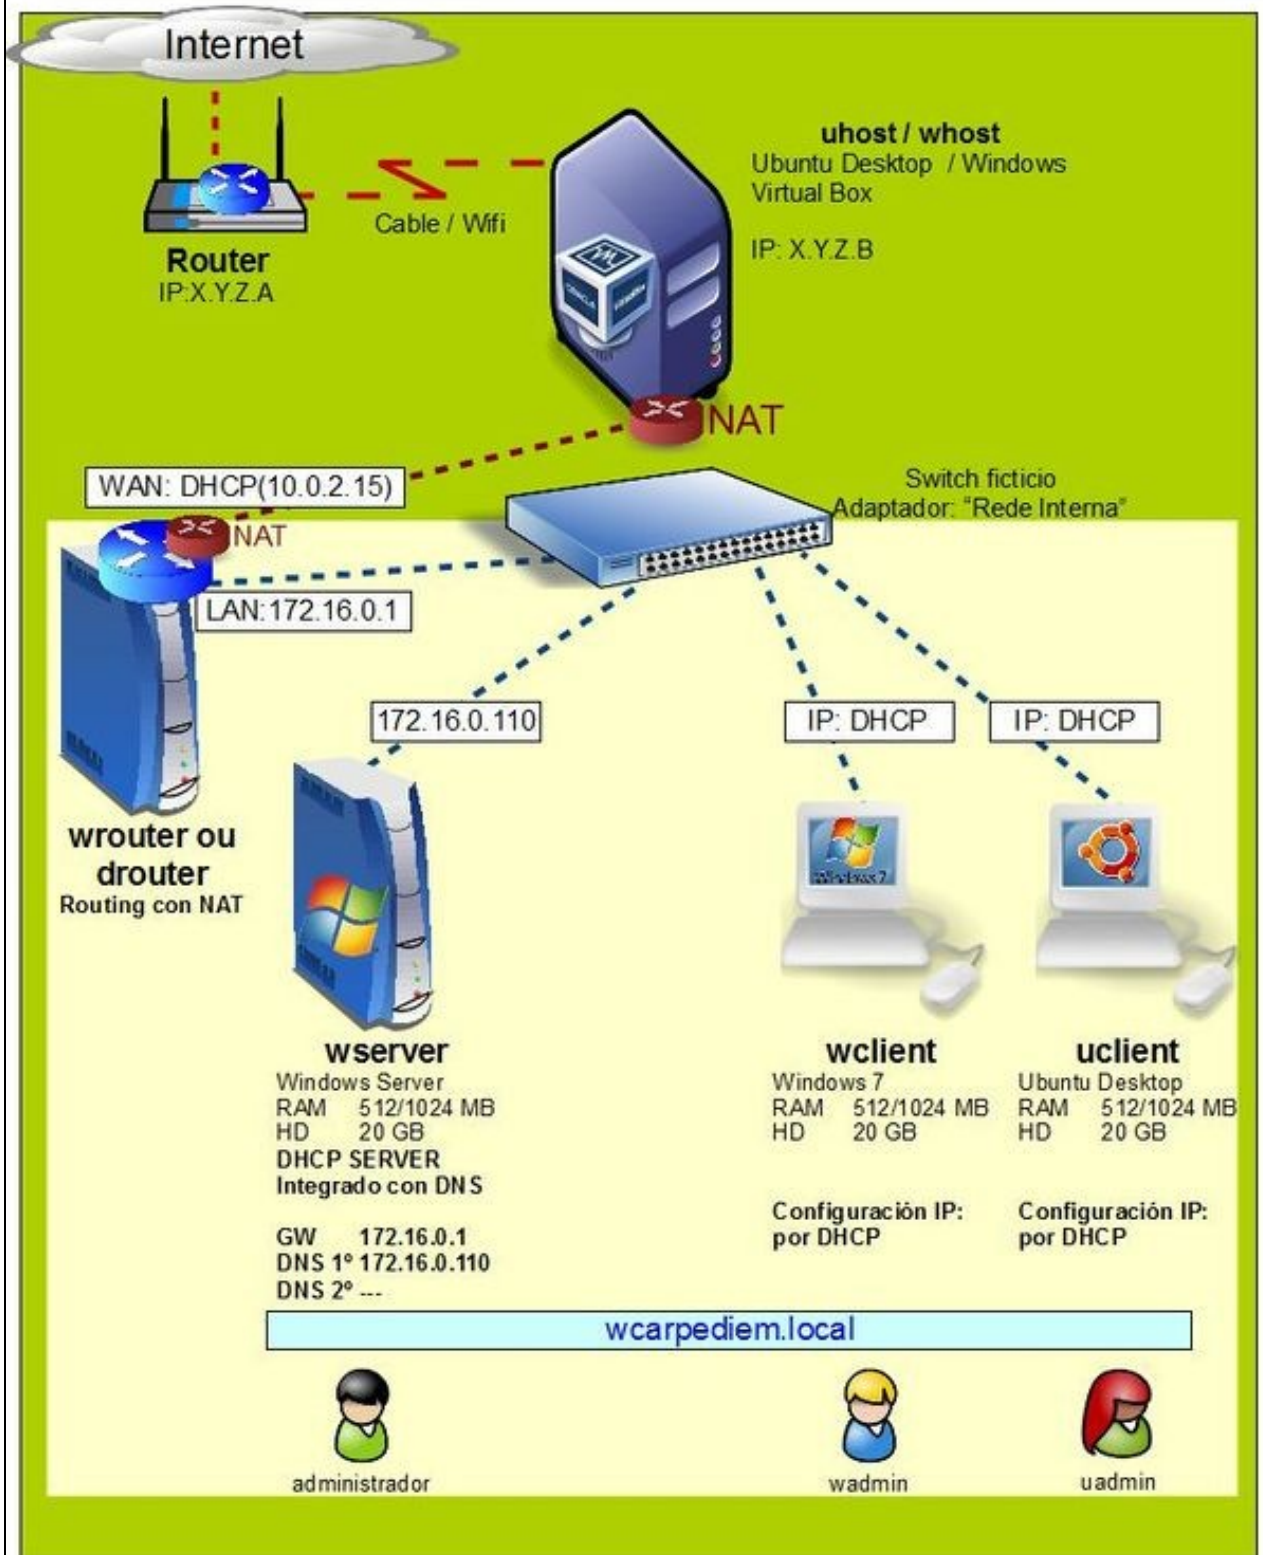 Internet
uhost / whost
Ubuntu Desktop / Windows
Virtual Box
IP: X.Y.Z.B
Cable / Wifi
Router
IP:X.Y.Z.A
NAT
WAN: DHCP(10.0.2.15)
Switch ficticio
Adaptador: "Rede Interna"
NAT
LAN:172.16.0.1
172.16.0.110
IP: DHCP
IP: DHCP
wrouter ou
drouter
Routing con NAT
Windows 7
wserver
Windows Server
RAM 512/1024 MB
HD 20 GB
DHCP SERVER
Integrado con DNS
GW 172.16.0.1
DNS 1º 172.16.0.110
DNS 2º ---
wclient
Windows 7
RAM 512/1024 MB
HD 20 GB
Configuración IP:
por DHCP
uclient
Ubuntu Desktop
RAM 512/1024 MB
HD 20 GB
Configuración IP:
por DHCP
wcarpediem.local
administrador
wadmin
uadmin